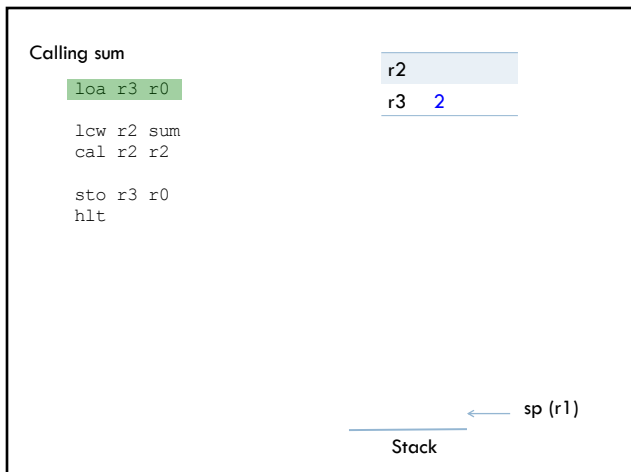 Calling sum
loa r3 r0
lcw r2 sum
cal r2 r2
sto r3 r0
hlt
r2
r3 2
sp (r1)
Stack